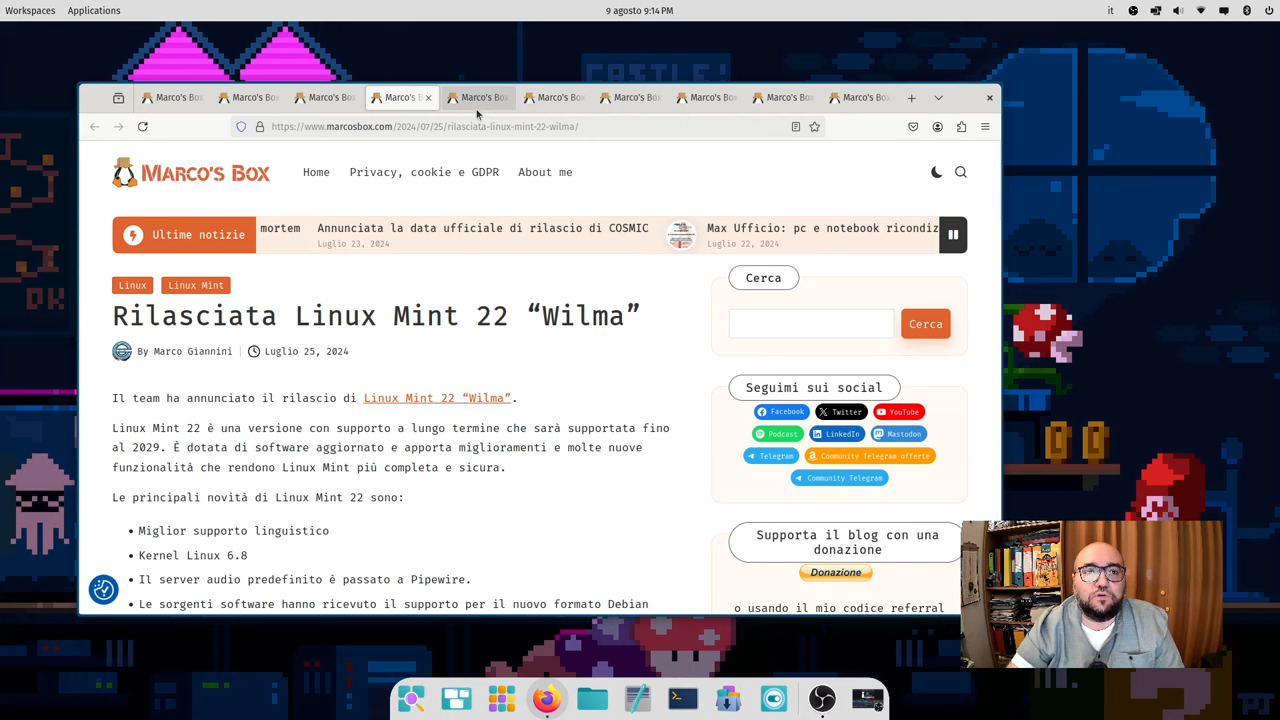 Workspaces
Applications
9 agosto 9:14 PM
it
CASTLE!
Marco's Box
Marco's Box
Marco's Box
Marco's B
Marco's Box
Marco's Box
Marco's Box
Marco's Box
Marco's Box
Marco's Box
https://www.marcosbox.com/2024/07/25/rilasciata-linux-mint-22-wilma/
MARCO'S BOX
Home
Privacy, cookie e GDPR
About me
Ultime notizie
mortem
Annunciata la data ufficiale di rilascio di COSMIC
Luglio 23, 2024
Max Ufficio: pc e notebook ricondiz
Luglio 22, 2024
Linux
Linux Mint
Rilasciata Linux Mint 22 “Wilma”
By Marco Giannini
Luglio 25, 2024
Il team ha annunciato il rilascio di Linux Mint 22 “Wilma”.
Linux Mint 22 è una versione con supporto a lungo termine che sarà supportata fino
al 2029. È dotata di software aggiornato e apporta miglioramenti e molte nuove
funzionalità che rendono Linux Mint più completa e sicura.
Le principali novità di Linux Mint 22 sono:
• Miglior supporto linguistico
• Kernel Linux 6.8
• Il server audio predefinito è passato a Pipewire.
• Le sorgenti software hanno ricevuto il supporto per il nuovo formato Debian
Cerca
Cerca
Seguimi sui social
Facebook
Twitter
YouTube
Podcast
LinkedIn
Mastodon
Telegram
Community Telegram offerte
Community Telegram
Supporta il blog con una
donazione
Donazione
o usando il mio codice referral
DK